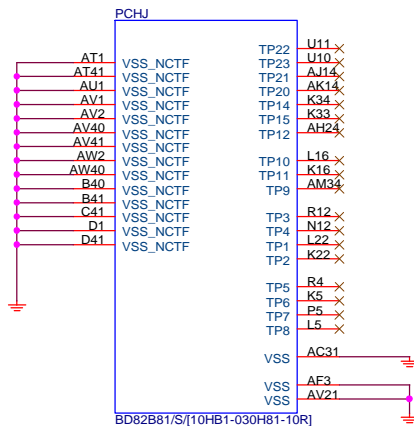 PCHJ
AT1 VSS_NCTF
AT41 VSS_NCTF
AU1 VSS_NCTF
AV1 VSS_NCTF
AV2 VSS_NCTF
AV40 VSS_NCTF
AV41 VSS_NCTF
AW2 VSS_NCTF
AW40 VSS_NCTF
B40 VSS_NCTF
B41 VSS_NCTF
C41 VSS_NCTF
D1 VSS_NCTF
D41 VSS_NCTF
TP22 U11
TP23 U10
TP21 AJ14
TP20 AK14
TP14 K34
TP15 K33
TP12 AH24
TP10 L16
TP11 K16
TP9 AM34
TP3 R12
TP4 N12
TP1 L22
TP2 K22
TP5 R4
TP6 K5
TP7 P5
TP8 L5
VSS AC31
VSS AF3
VSS AV21
BD82B81/S/[10HB1-030H81-10R]